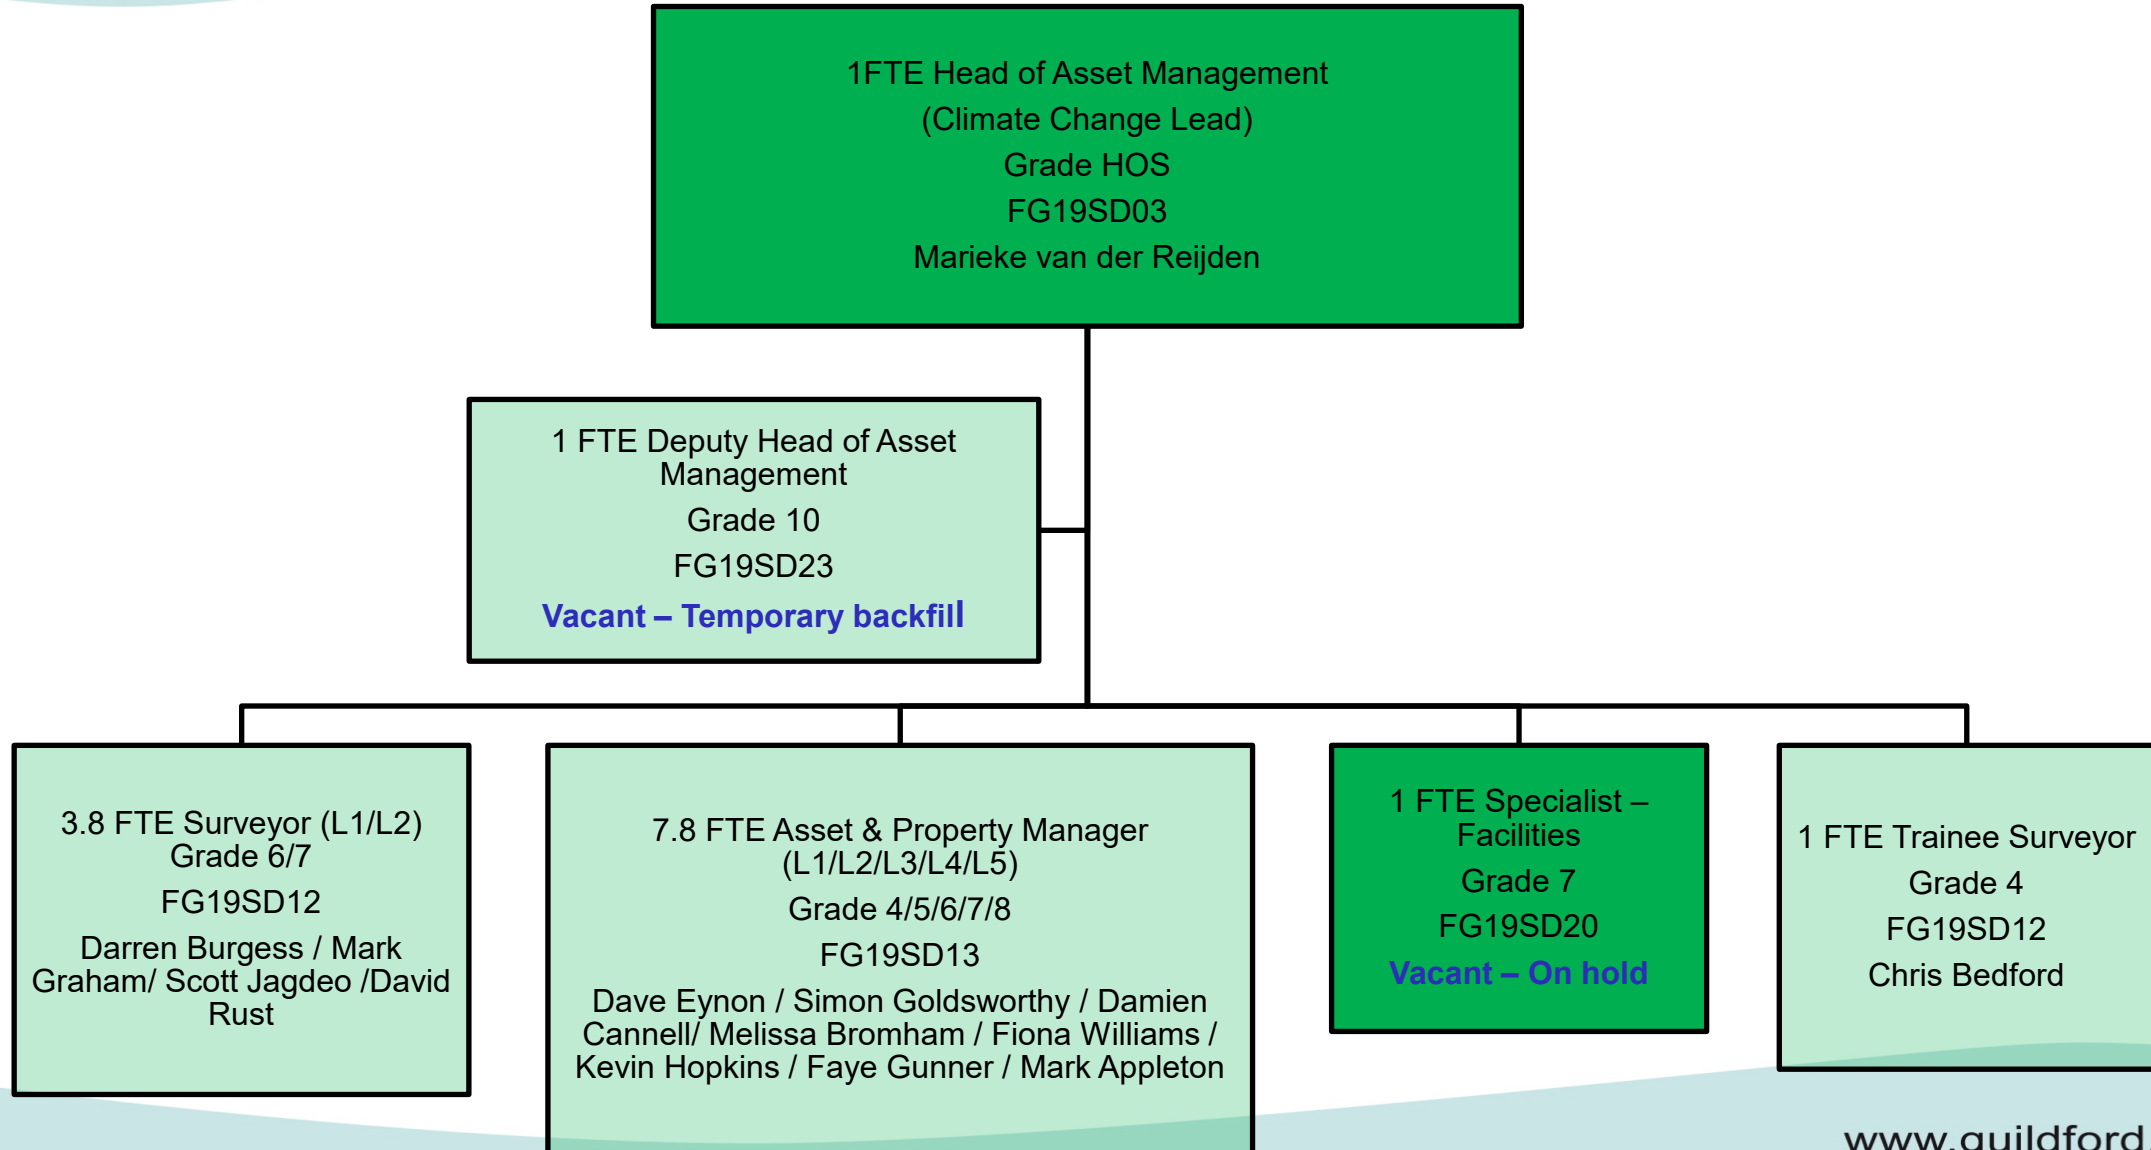 1FTE Head of Asset Management
(Climate Change Lead)
Grade HOS
FG19SD03
Marieke van der Reijden
1 FTE Deputy Head of Asset
Management
Grade 10
FG19SD23
Vacant – Temporary backfill
3.8 FTE Surveyor (L1/L2)
Grade 6/7
FG19SD12
Darren Burgess / Mark
Graham/ Scott Jagdeo /David
Rust
7.8 FTE Asset & Property Manager
(L1/L2/L3/L4/L5)
Grade 4/5/6/7/8
FG19SD13
Dave Eynon / Simon Goldsworthy / Damien
Cannell/ Melissa Bromham / Fiona Williams /
Kevin Hopkins / Faye Gunner / Mark Appleton
1 FTE Specialist –
Facilities
Grade 7
FG19SD20
Vacant – On hold
1 FTE Trainee Surveyor
Grade 4
FG19SD12
Chris Bedford
www.guildford.